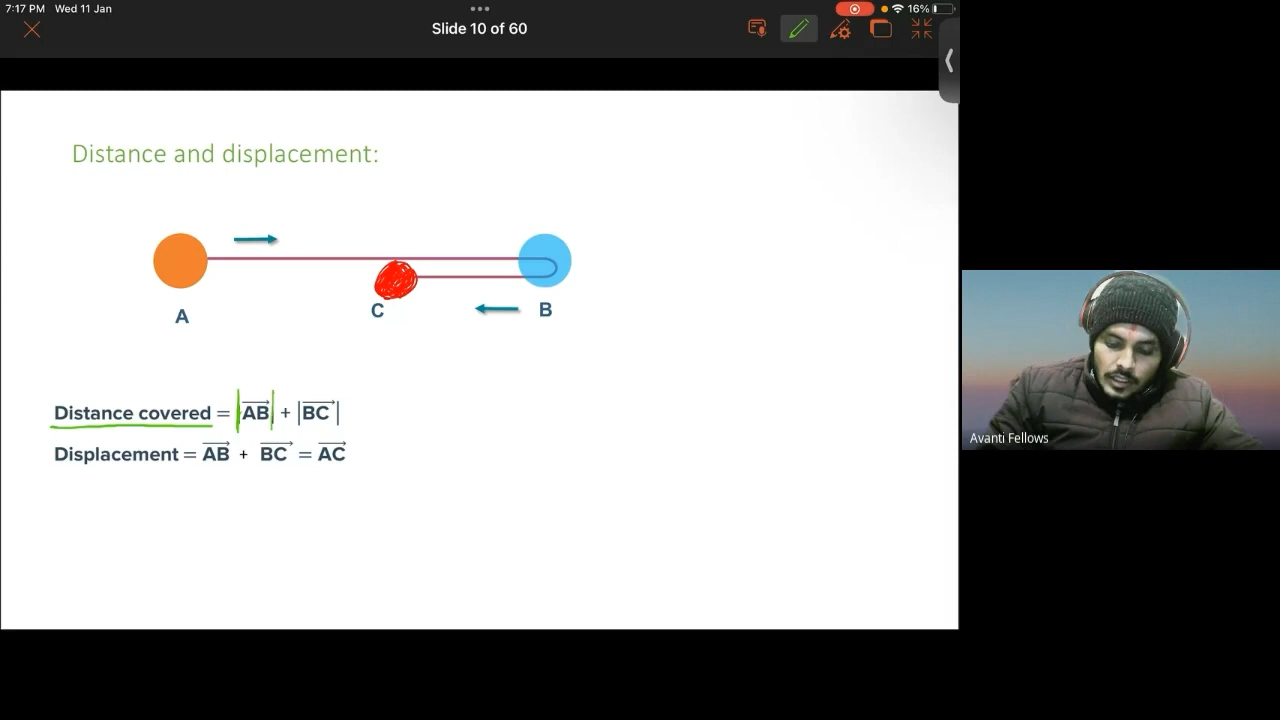 7:17 PM Wed 11 Jan
16%
Slide 10 of 60
Distance and displacement:
A
C
B
Distance covered = |AB| + |BC|
Displacement = AB + BC = AC
Avanti Fellows